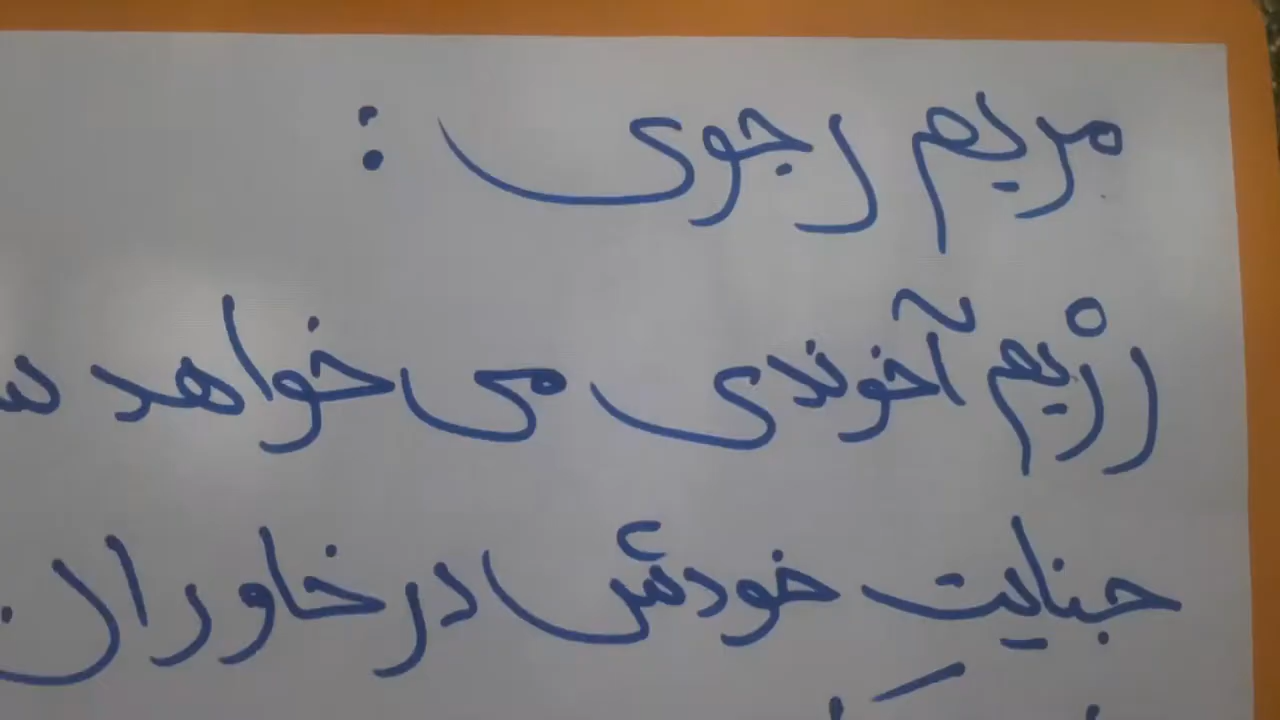 مریم رجوی :
رژیم آخوندی می خواهد
جنایتِ خودش در خاوران